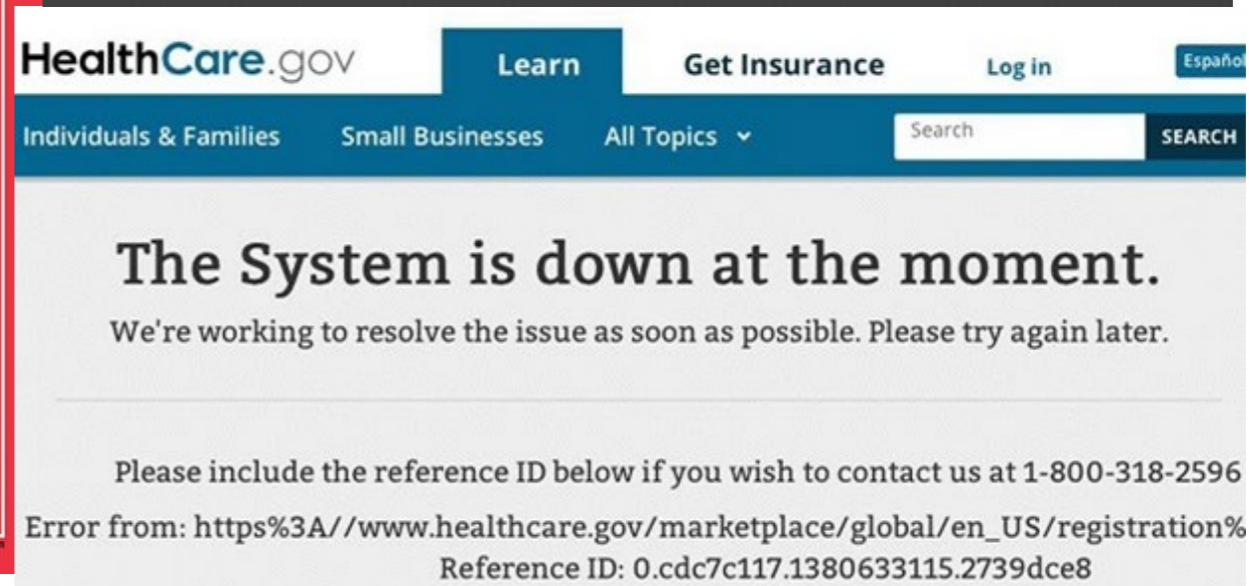 HealthCare.gov Learn Get Insurance Log in Español
Individuals & Families Small Businesses All Topics Search SEARCH
The System is down at the moment.
We're working to resolve the issue as soon as possible. Please try again later.
Please include the reference ID below if you wish to contact us at 1-800-318-2596
Error from: https%3A//www.healthcare.gov/marketplace/global/en_US/registration%
Reference ID: 0.cdc7c117.1380633115.2739dce8